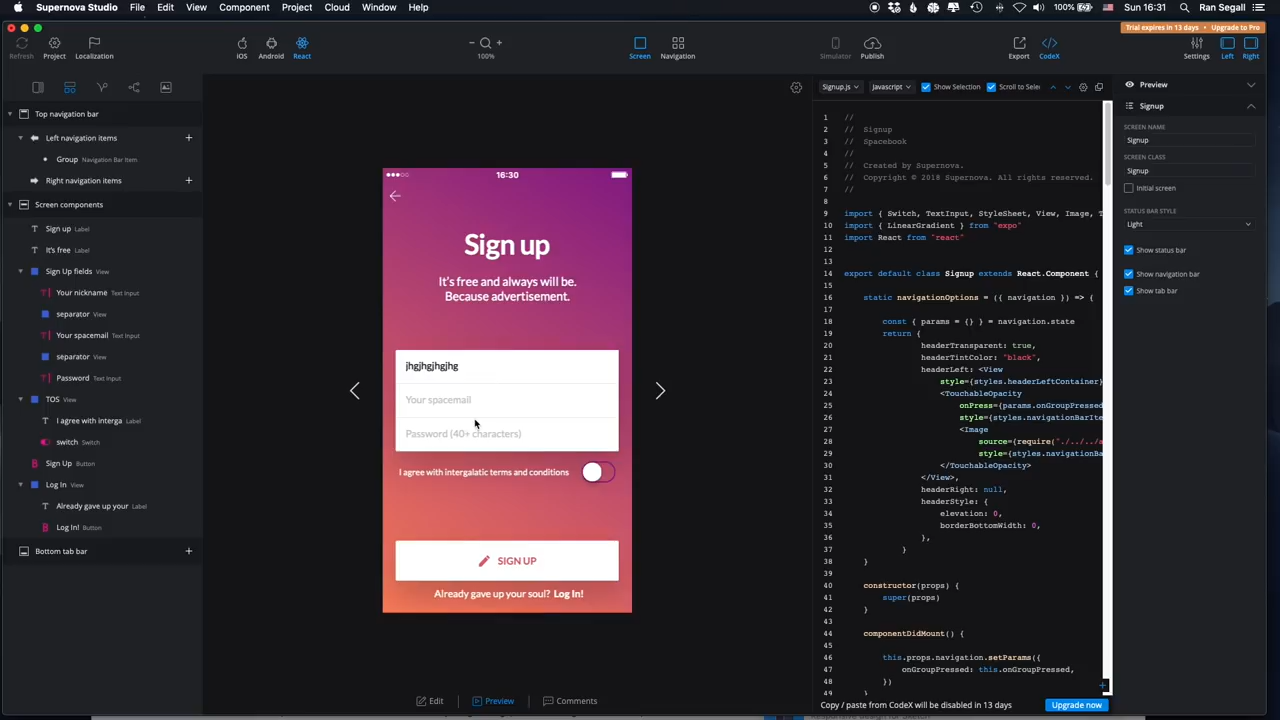 Supernova Studio File Edit View Component Project Cloud Window Help 100% Sun 16:31 Ran Segall
Trial expires in 13 days • Upgrade to Pro
Refresh Project Localization iOS Android React 100% Screen Navigation Simulator Publish Export CodeX Settings Left Right
Top navigation bar
Left navigation items
Group Navigation Bar Item
Right navigation items
Screen components
Sign up Label
It's free Label
Sign Up fields View
Your nickname Text Input
separator View
Your spacemail Text Input
separator View
Password Text Input
TOS View
I agree with interga Label
switch Switch
Sign Up Button
Log In View
Already gave up your Label
Log In! Button
Bottom tab bar
16:30
Sign up
It's free and always will be.
Because advertisement.
jhgjhgjhgjhg
Your spacemail
Password (40+ characters)
I agree with intergalatic terms and conditions
SIGN UP
Already gave up your soul? Log In!
Edit Preview Comments
Signup.js Javascript Show Selection Scroll to Selec
1 //
2 // Signup
3 // Spacebook
4 //
5 // Created by Supernova.
6 // Copyright © 2018 Supernova. All rights reserved.
7 //
8
9 import { Switch, TextInput, StyleSheet, View, Image, T
10 import { LinearGradient } from "expo"
11 import React from "react"
12
13
14 export default class Signup extends React.Component {
15
16 static navigationOptions = ({ navigation }) => {
17
18 const { params = {} } = navigation.state
19 return {
20 headerTransparent: true,
21 headerTintColor: "black",
22 headerLeft: <View
23 style={styles.headerLeftContainer}
24 <TouchableOpacity
25 onPress={params.onGroupPressed
26 style={styles.navigationBarIte
27 <Image
28 source={require("./../../a
29 style={styles.navigationBa
30 </TouchableOpacity>
31 </View>,
32 headerRight: null,
33 headerStyle: {
34 elevation: 0,
35 borderBottomWidth: 0,
36 },
37 }
38 }
39
40 constructor(props) {
41 super(props)
42 }
43
44 componentDidMount() {
45
46 this.props.navigation.setParams({
47 onGroupPressed: this.onGroupPressed,
48 })
49 }
Copy / paste from CodeX will be disabled in 13 days Upgrade now
Preview
Signup
SCREEN NAME
Signup
SCREEN CLASS
Signup
Initial screen
STATUS BAR STYLE
Light
Show status bar
Show navigation bar
Show tab bar